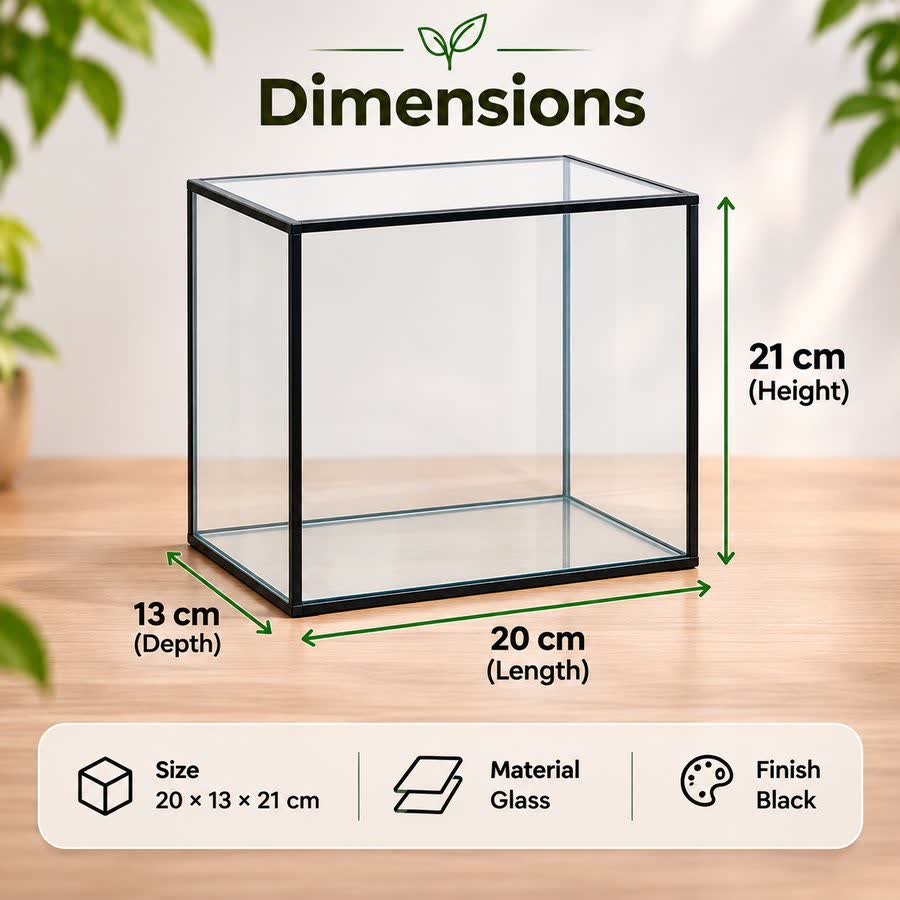 Dimensions
21 cm
(Height)
13 cm
(Depth)
20 cm
(Length)
Size
20 × 13 × 21 cm
Material
Glass
Finish
Black